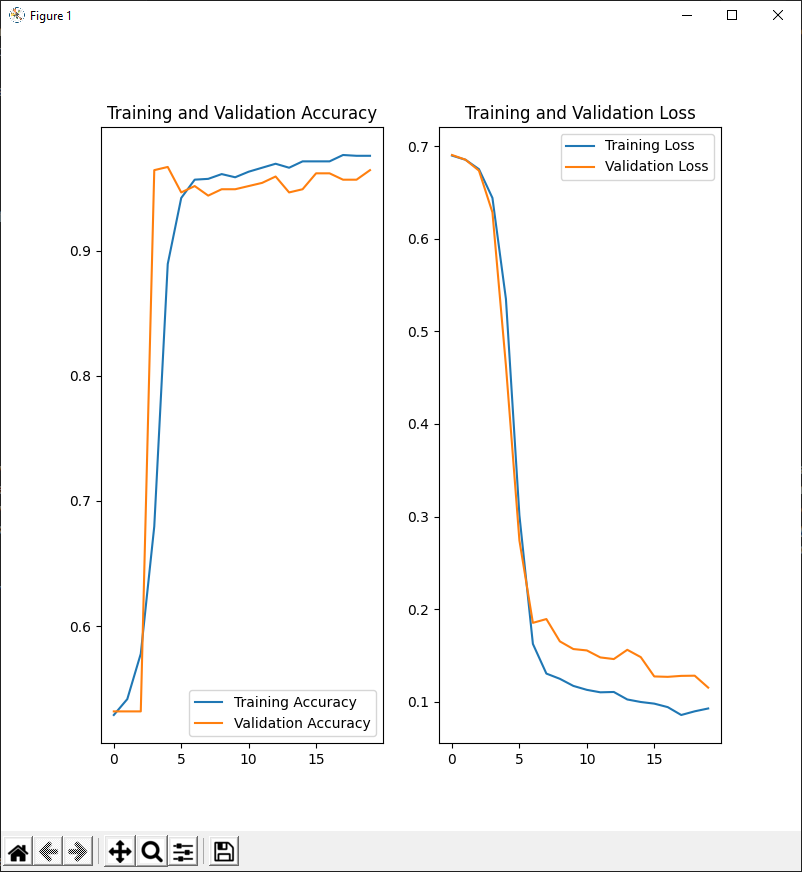 Figure 1
Training and Validation Accuracy
0.9
0.8
0.7
0.6
Training Accuracy
Validation Accuracy
0 5 10 15
Training and Validation Loss
0.7
Training Loss
Validation Loss
0.6
0.5
0.4
0.3
0.2
0.1
0 5 10 15